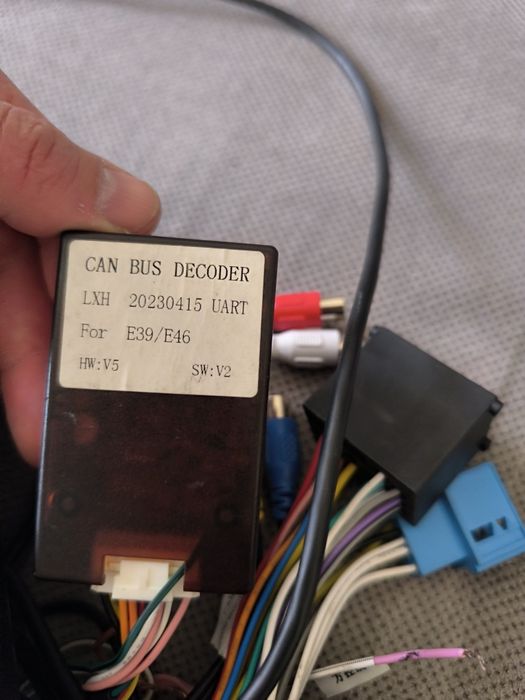 CAN BUS DECODER
LXH 20230415 UART
For E39/E46
HW:V5 SW:V2